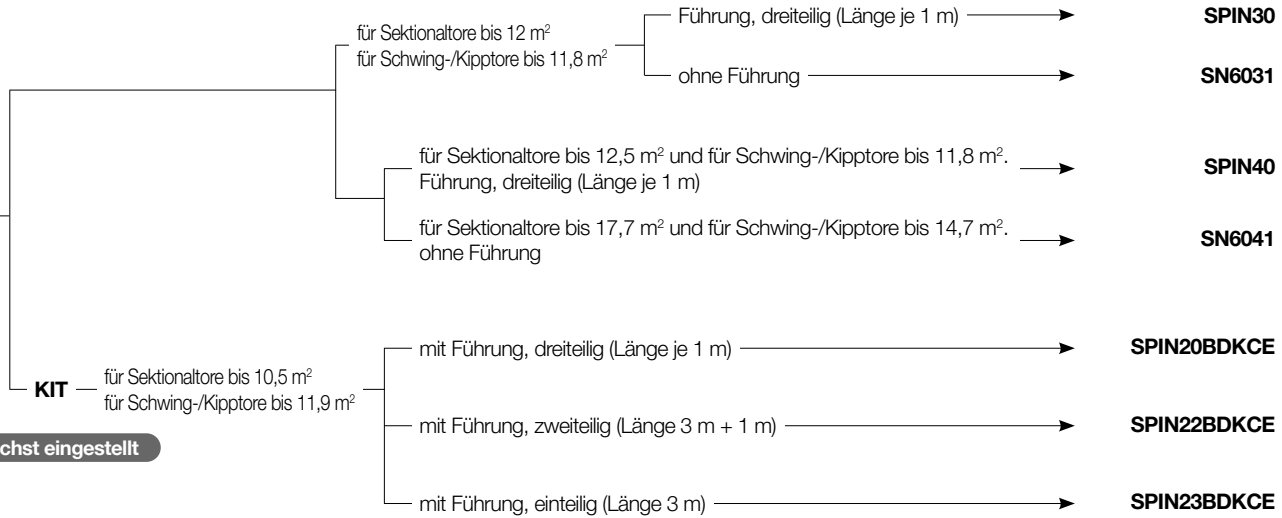 für Sektionaltore bis 12 m²
für Schwing-/Kipptore bis 11,8 m²
Führung, dreiteilig (Länge je 1 m)
SPIN30
ohne Führung
SN6031
für Sektionaltore bis 12,5 m² und für Schwing-/Kipptore bis 11,8 m².
Führung, dreiteilig (Länge je 1 m)
SPIN40
für Sektionaltore bis 17,7 m² und für Schwing-/Kipptore bis 14,7 m².
ohne Führung
SN6041
KIT
für Sektionaltore bis 10,5 m²
für Schwing-/Kipptore bis 11,9 m²
mit Führung, dreiteilig (Länge je 1 m)
SPIN20BDKCE
mit Führung, zweiteilig (Länge 3 m + 1 m)
SPIN22BDKCE
mit Führung, einteilig (Länge 3 m)
SPIN23BDKCE
eingestellt